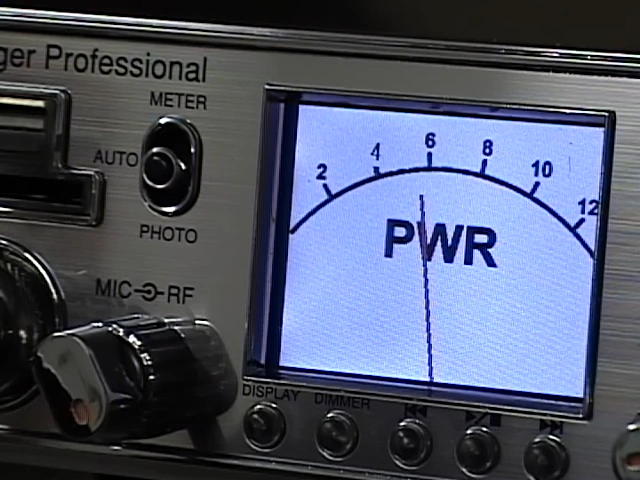 ger Professional
METER
AUTO
PHOTO
MIC RF
2 4 6 8 10 12
PWR
DISPLAY DIMMER